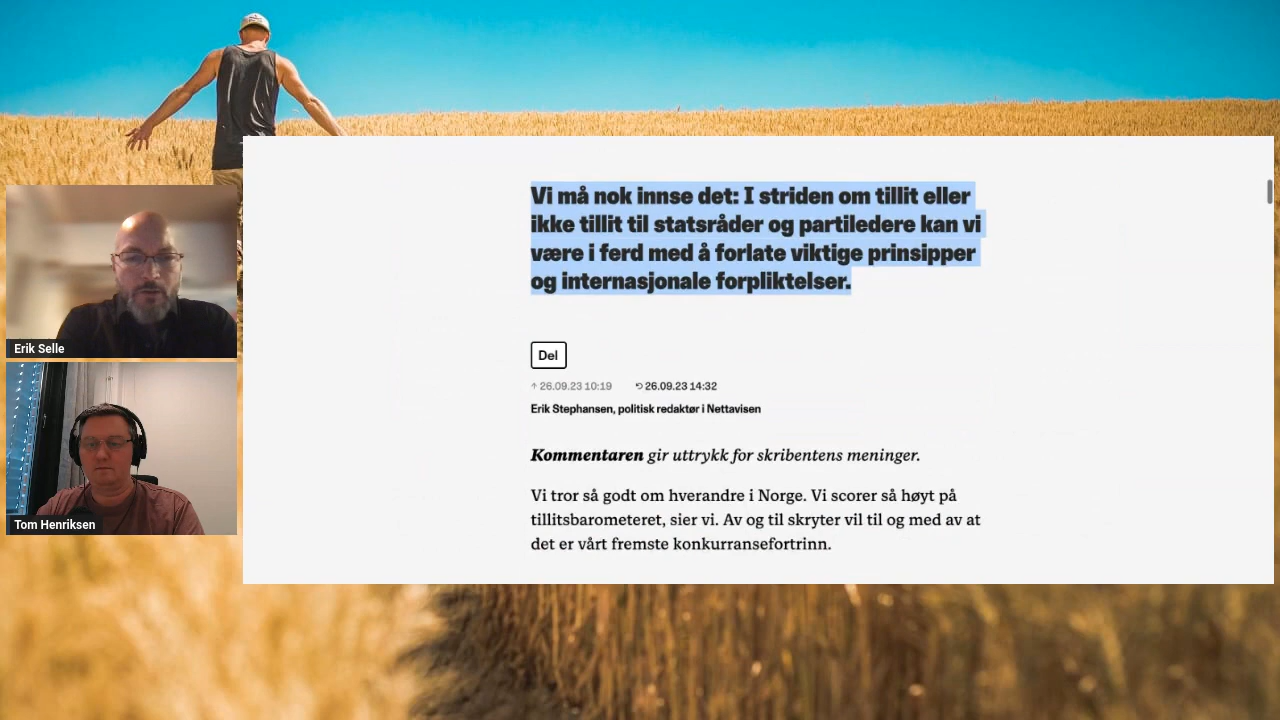 Vi må nok innse det: I striden om tillit eller
ikke tillit til statsråder og partiledere kan vi
være i ferd med å forlate viktige prinsipper
og internasjonale forpliktelser.
Del
↑ 26.09.23 10:19 26.09.23 14:32
Erik Stephansen, politisk redaktør i Nettavisen
Kommentaren gir uttrykk for skribentens meninger.
Vi tror så godt om hverandre i Norge. Vi scorer så høyt på
tillitsbarometeret, sier vi. Av og til skryter vil til og med av at
det er vårt fremste konkurransefortrinn.
Erik Selle
Tom Henriksen